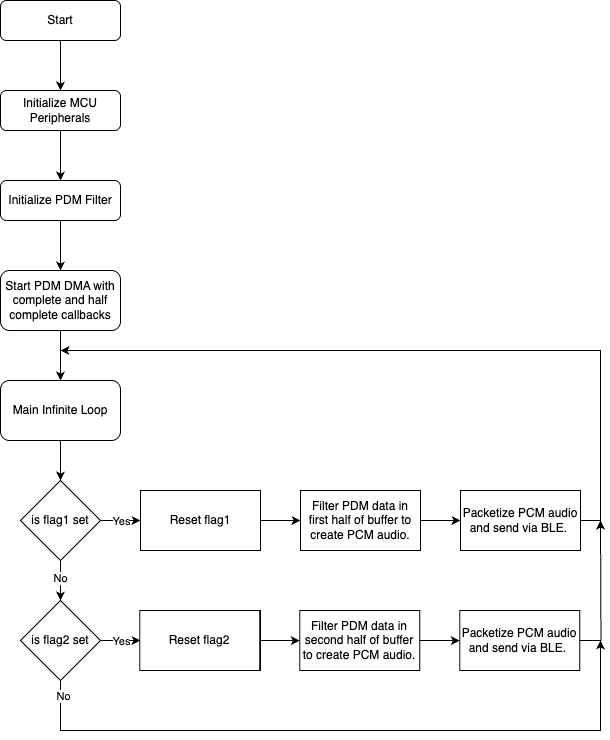 Start
Initialize MCU
Peripherals
Initialize PDM Filter
Start PDM DMA with
complete and half
complete callbacks
Main Infinite Loop
is flag1 set
Yes
Reset flag1
Filter PDM data in
first half of buffer to
create PCM audio.
Packetize PCM audio
and send via BLE.
No
is flag2 set
Yes
Reset flag2
Filter PDM data in
second half of buffer
to create PCM audio.
Packetize PCM audio
and send via BLE.
No